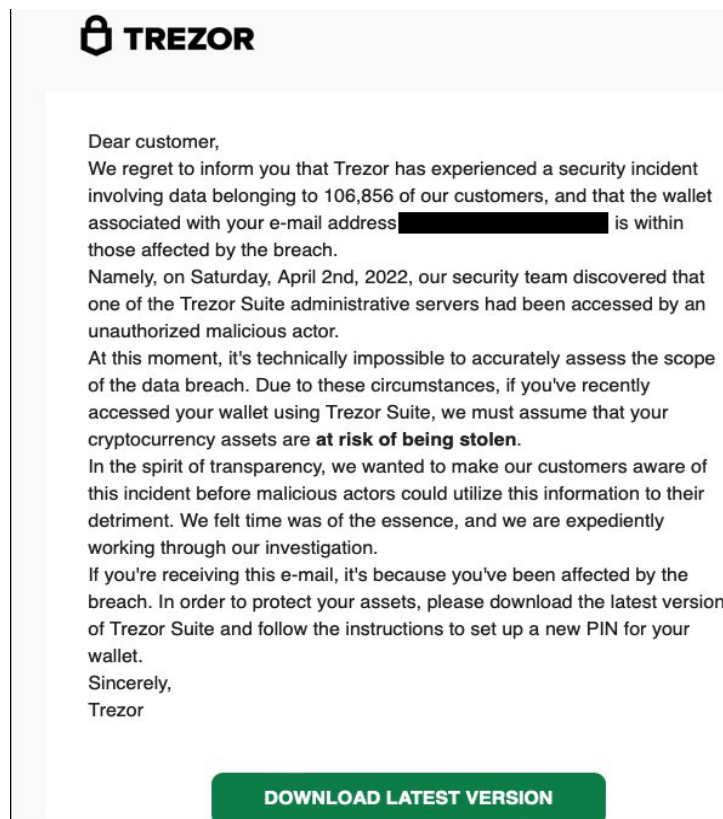 TREZOR
Dear customer,
We regret to inform you that Trezor has experienced a security incident
involving data belonging to 106,856 of our customers, and that the wallet
associated with your e-mail address is within
those affected by the breach.
Namely, on Saturday, April 2nd, 2022, our security team discovered that
one of the Trezor Suite administrative servers had been accessed by an
unauthorized malicious actor.
At this moment, it's technically impossible to accurately assess the scope
of the data breach. Due to these circumstances, if you've recently
accessed your wallet using Trezor Suite, we must assume that your
cryptocurrency assets are at risk of being stolen.
In the spirit of transparency, we wanted to make our customers aware of
this incident before malicious actors could utilize this information to their
detriment. We felt time was of the essence, and we are expediently
working through our investigation.
If you're receiving this e-mail, it's because you've been affected by the
breach. In order to protect your assets, please download the latest version
of Trezor Suite and follow the instructions to set up a new PIN for your
wallet.
Sincerely,
Trezor
DOWNLOAD LATEST VERSION